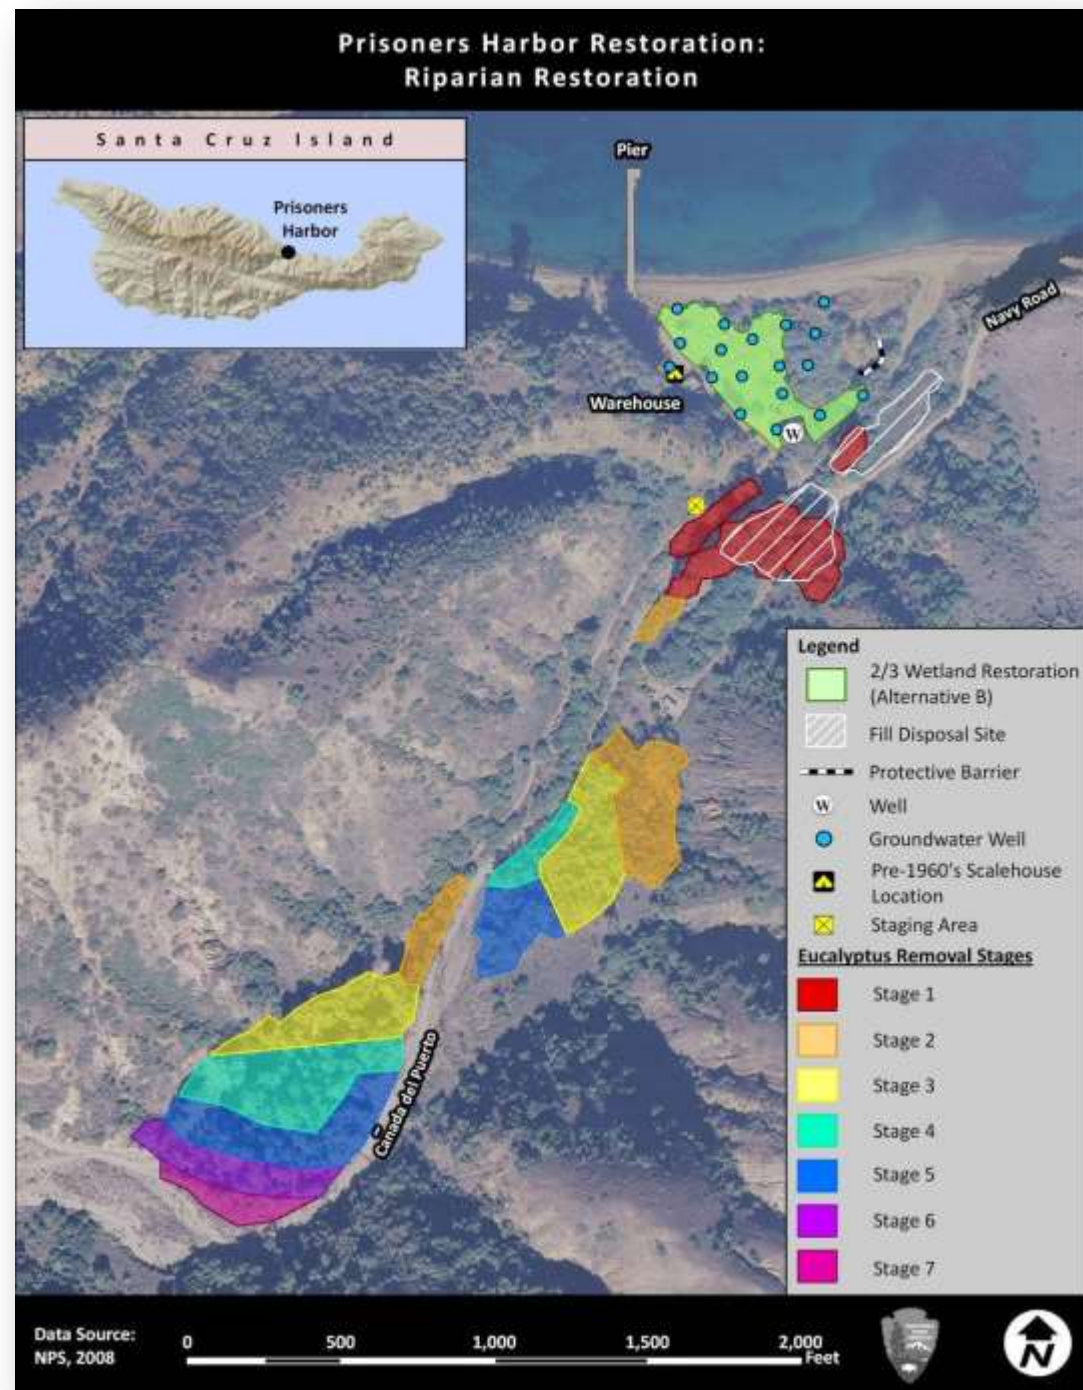 Prisoners Harbor Restoration:
Riparian Restoration
Santa Cruz Island
Prisoners
Harbor
Pier
Navy Road
Warehouse
W
Cañada del Puerto
Legend
2/3 Wetland Restoration
(Alternative B)
Fill Disposal Site
Protective Barrier
W
Well
Groundwater Well
Pre-1960's Scalehouse
Location
Staging Area
Eucalyptus Removal Stages
Stage 1
Stage 2
Stage 3
Stage 4
Stage 5
Stage 6
Stage 7
Data Source:
NPS, 2008
0 500 1,000 1,500 2,000
Feet
N